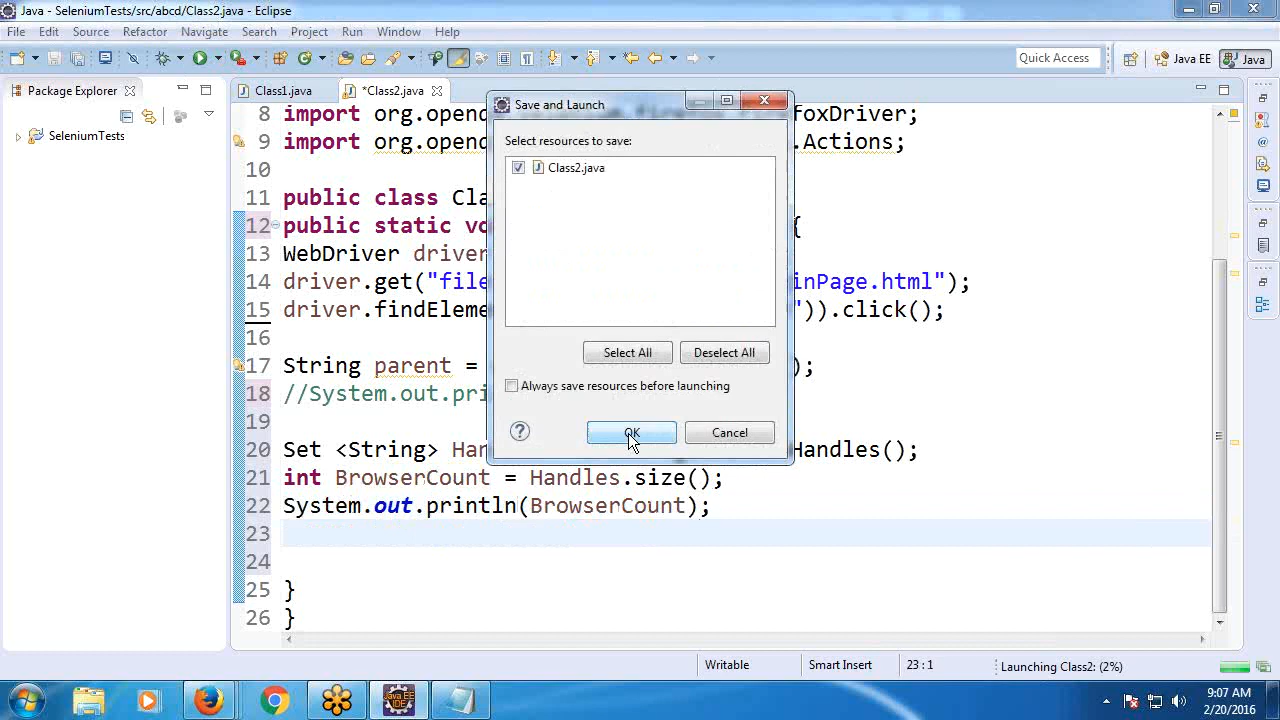 Java - SeleniumTests/src/abcd/Class2.java - Eclipse
File Edit Source Refactor Navigate Search Project Run Window Help
Quick Access Java EE Java
Package Explorer Class1.java *Class2.java
SeleniumTests
Save and Launch
Select resources to save:
Class2.java
Select All Deselect All
Always save resources before launching
OK Cancel
8 import org.opend foxDriver;
9 import org.opend .Actions;
10
11 public class Cla
12 public static vo {
13 WebDriver driver
14 driver.get("file inPage.html");
15 driver.findEleme ")).click();
16
17 String parent = );
18 //System.out.pri
19
20 Set <String> Han Handles();
21 int BrowserCount = Handles.size();
22 System.out.println(BrowserCount);
23
24
25 }
26 }
Writable Smart Insert 23 : 1 Launching Class2: (2%)
Java EE
IDE
9:07 AM
2/20/2016